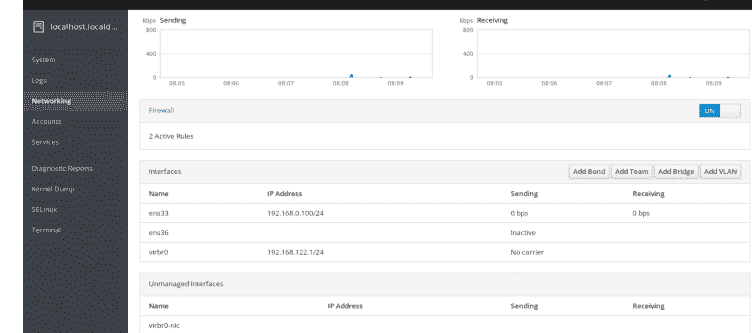 localhost.locald...
System
Logs
Networking
Accounts
Services
Diagnostic Reports
Kernel Dump
SELinux
Terminal
Kbps Sending
800
400
0
08:05 08:06 08:07 08:08 08:09
Kbps Receiving
800
400
0
08:05 08:06 08:07 08:08 08:09
Firewall ON
2 Active Rules
Interfaces Add Bond Add Team Add Bridge Add VLAN
Name IP Address Sending Receiving
ens33 192.168.0.100/24 0 bps 0 bps
ens36 Inactive
virbr0 192.168.122.1/24 No carrier
Unmanaged Interfaces
Name IP Address Sending Receiving
virbr0-nic